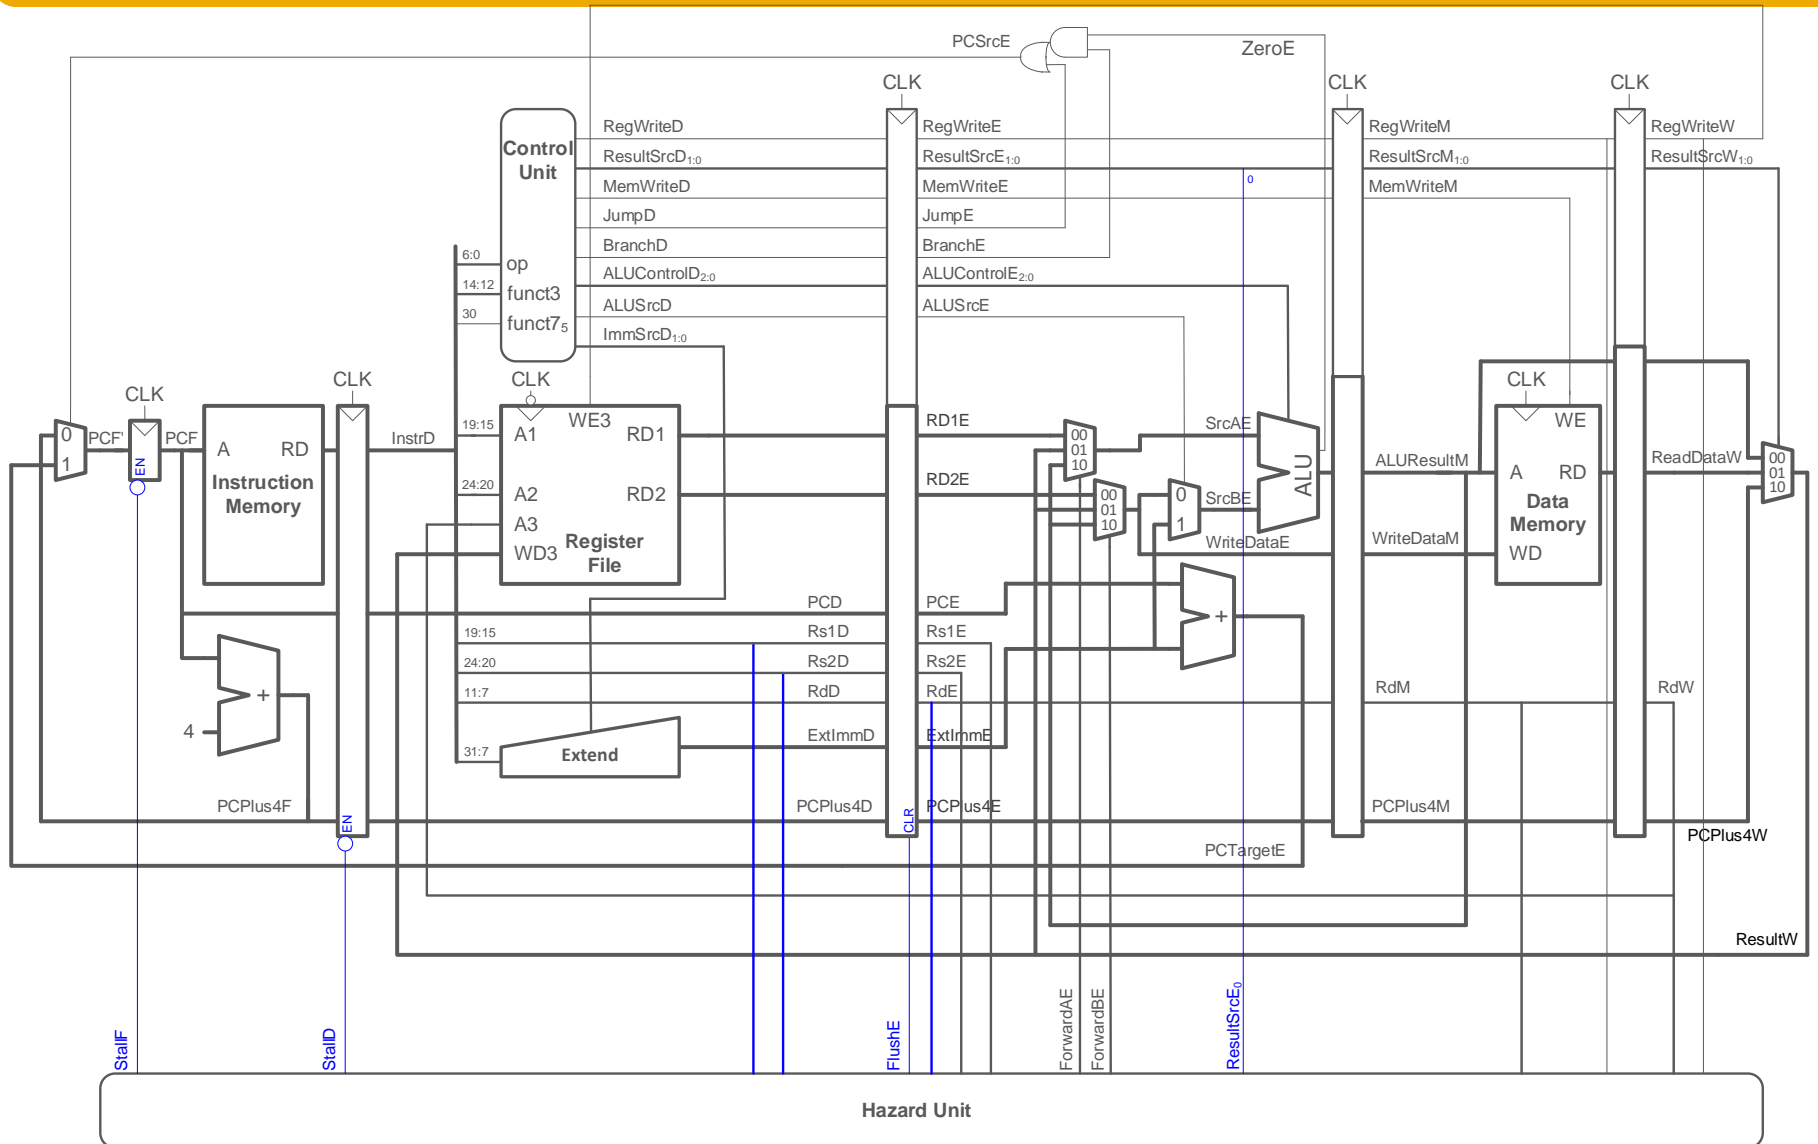 PCSrcE
ZeroE
CLK
CLK
CLK
RegWriteD
RegWriteE
RegWriteM
RegWriteW
Control
Unit
ResultSrcD1:0
ResultSrcE1:0
ResultSrcM1:0
ResultSrcW1:0
0
MemWriteD
MemWriteE
MemWriteM
JumpD
JumpE
BranchD
BranchE
6:0
op
ALUControlD2:0
ALUControlE2:0
14:12
funct3
ALUSrcD
ALUSrcE
30
funct75
ImmSrcD1:0
CLK
CLK
CLK
CLK
0
1
PCF'
EN
PCF
A
RD
Instruction
Memory
InstrD
19:15
A1
WE3
RD1
RD1E
00
01
10
SrcAE
ALU
ALUResultM
WE
A
RD
Data
Memory
WD
ReadDataW
00
01
10
24:20
A2
RD2
RD2E
00
01
10
0
1
SrcBE
A3
WD3
Register
File
WriteDataE
WriteDataM
PCD
PCE
+
19:15
Rs1D
Rs1E
24:20
Rs2D
Rs2E
11:7
RdD
RdE
RdM
RdW
+
4
31:7
Extend
ExtImmD
ExtImmE
PCPlus4F
EN
PCPlus4D
CLR
PCPlus4E
PCPlus4M
PCPlus4W
PCTargetE
ResultW
StallF
StallD
FlushE
ForwardAE
ForwardBE
ResultSrcE0
Hazard Unit